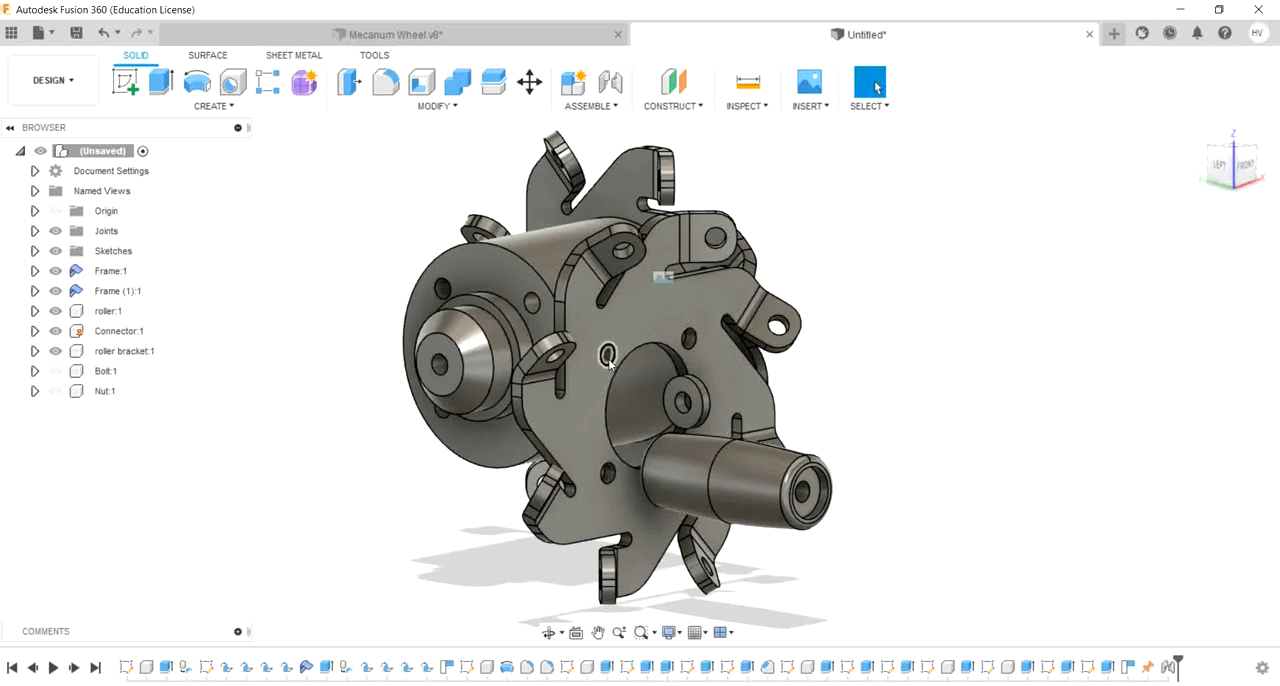 Autodesk Fusion 360 (Education License)
Mecanum Wheel v8*
Untitled*
HV
SOLID SURFACE SHEET METAL TOOLS
DESIGN
CREATE MODIFY ASSEMBLE CONSTRUCT INSPECT INSERT SELECT
BROWSER
(Unsaved)
Document Settings
Named Views
Origin
Joints
Sketches
Frame:1
Frame (1):1
roller:1
Connector:1
roller bracket:1
Bolt:1
Nut:1
Z
LEFT FRONT
X
COMMENTS